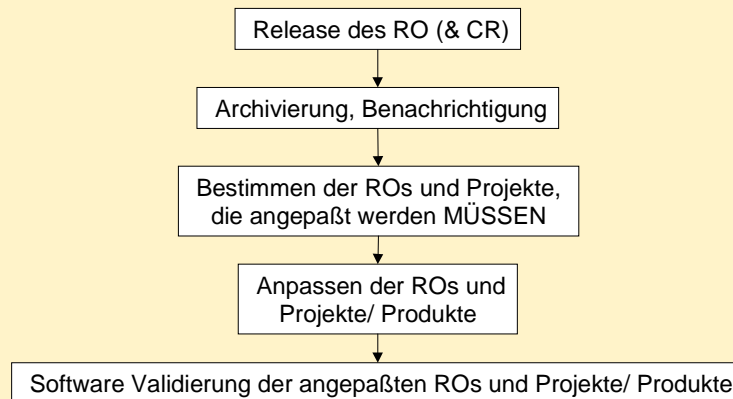 Release des RO (& CR)
Archivierung, Benachrichtigung
Bestimmen der ROs und Projekte,
die angepaßt werden MÜSSEN
Anpassen der ROs und
Projekte/ Produkte
Software Validierung der angepaßten ROs und Projekte/ Produkte